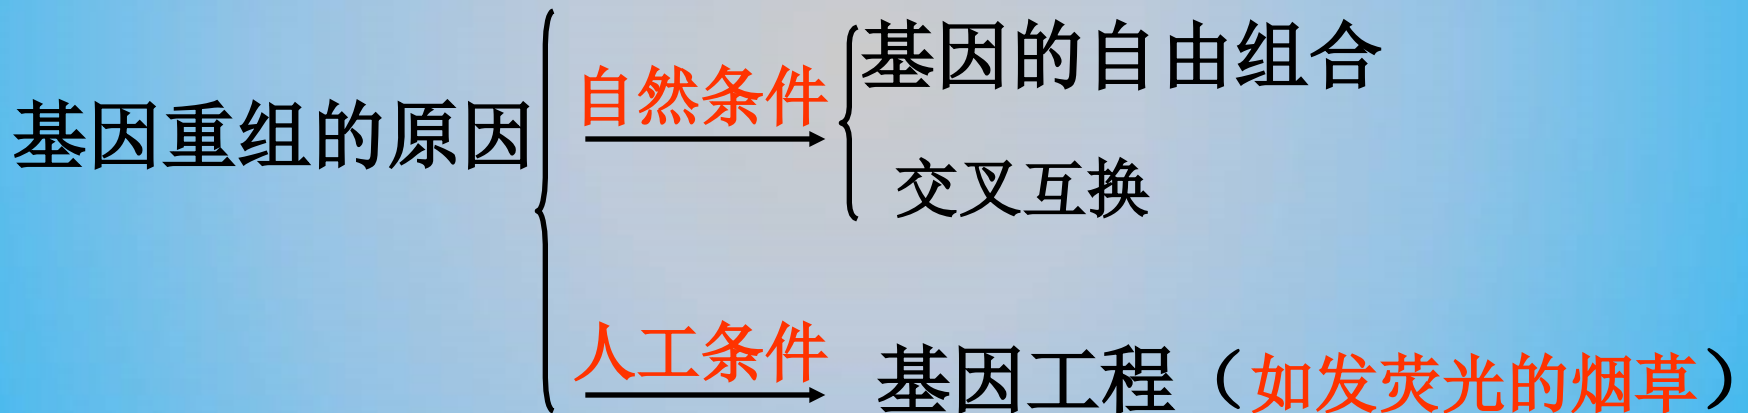 基因重组的原因
自然条件
基因的自由组合
交叉互换
人工条件
基因工程（如发荧光的烟草）